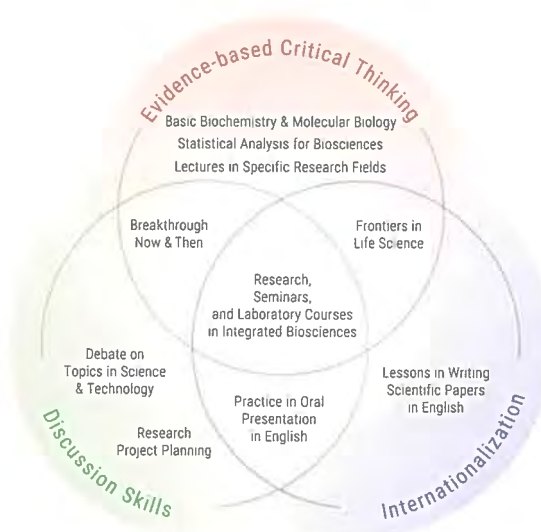 Evidence-based Critical Thinking
Basic Biochemistry & Molecular Biology
Statistical Analysis for Biosciences
Lectures in Specific Research Fields
Breakthrough
Now & Then
Frontiers in
Life Science
Research,
Seminars,
and Laboratory Courses
in Integrated Biosciences
Debate on
Topics in Science
& Technology
Research
Project Planning
Practice in Oral
Presentation
in English
Lessons in Writing
Scientific Papers
in English
Discussion Skills
Internationalization